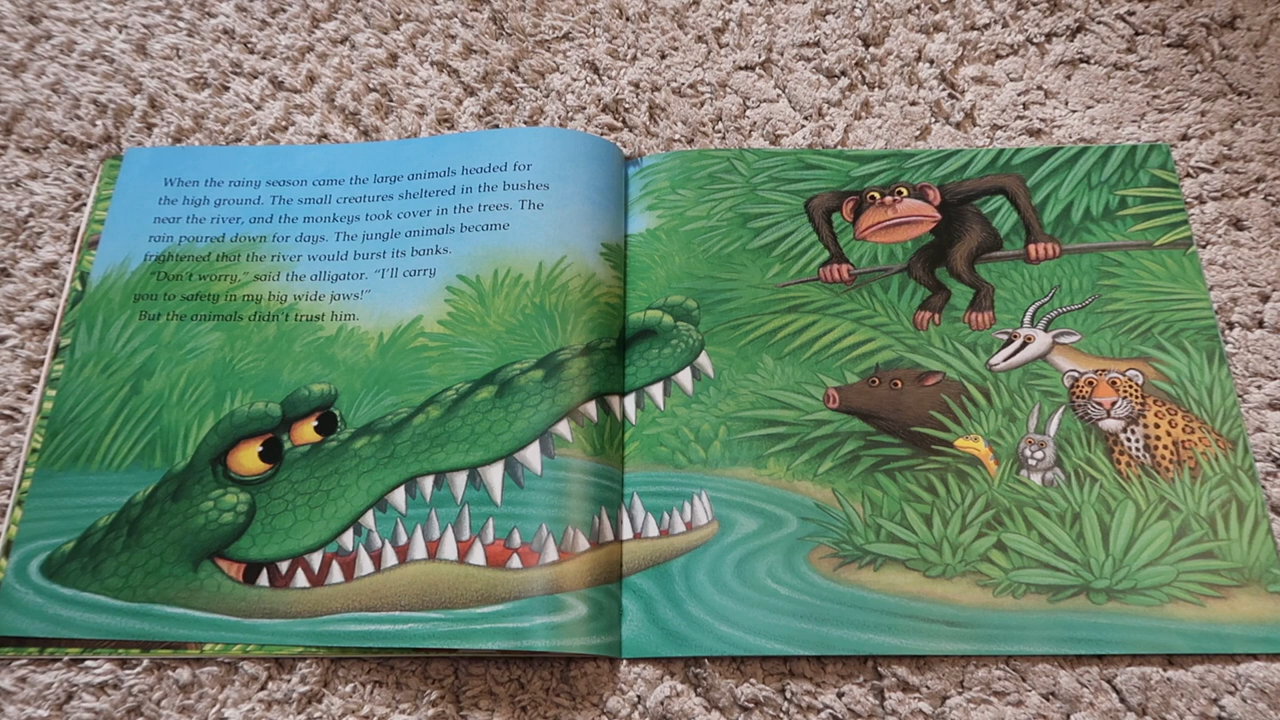 When the rainy season came the large animals headed for
the high ground. The small creatures sheltered in the bushes
near the river, and the monkeys took cover in the trees. The
rain poured down for days. The jungle animals became
frightened that the river would burst its banks.
"Don't worry," said the alligator. "I'll carry
you to safety in my big wide jaws!"
But the animals didn't trust him.